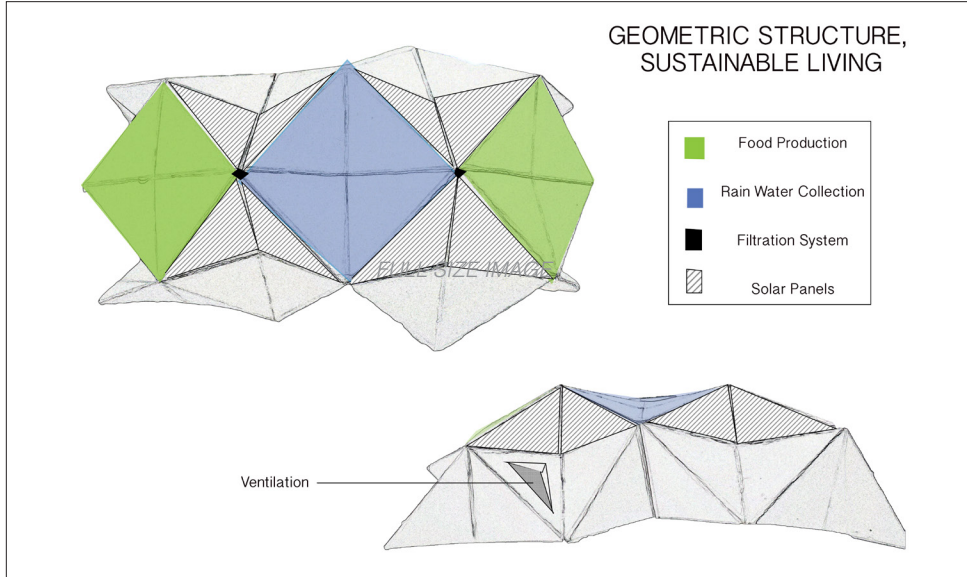 GEOMETRIC STRUCTURE,
SUSTAINABLE LIVING
Food Production
Rain Water Collection
Filtration System
Solar Panels
FULL SIZE IMAGE
Ventilation